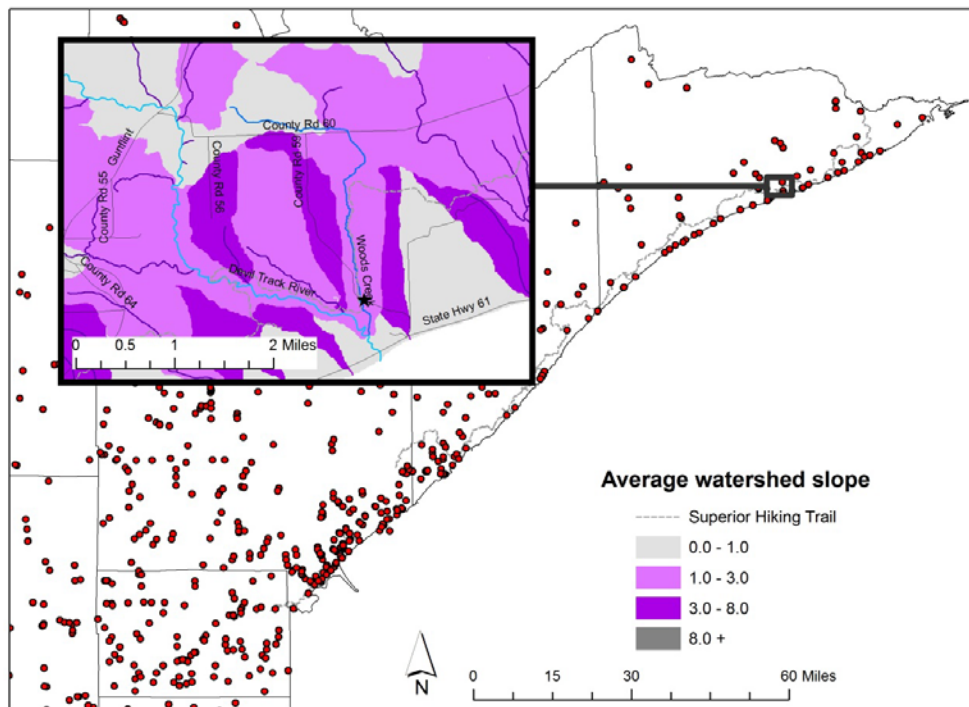 County Rd 60
Gunflint
County Rd 55
County Rd 56
County Rd 59
Woods Creek
Devil Track River
County Rd 64
State Hwy 61
0 0.5 1 2 Miles
Average watershed slope
Superior Hiking Trail
0.0 - 1.0
1.0 - 3.0
3.0 - 8.0
8.0 +
N
0 15 30 60 Miles